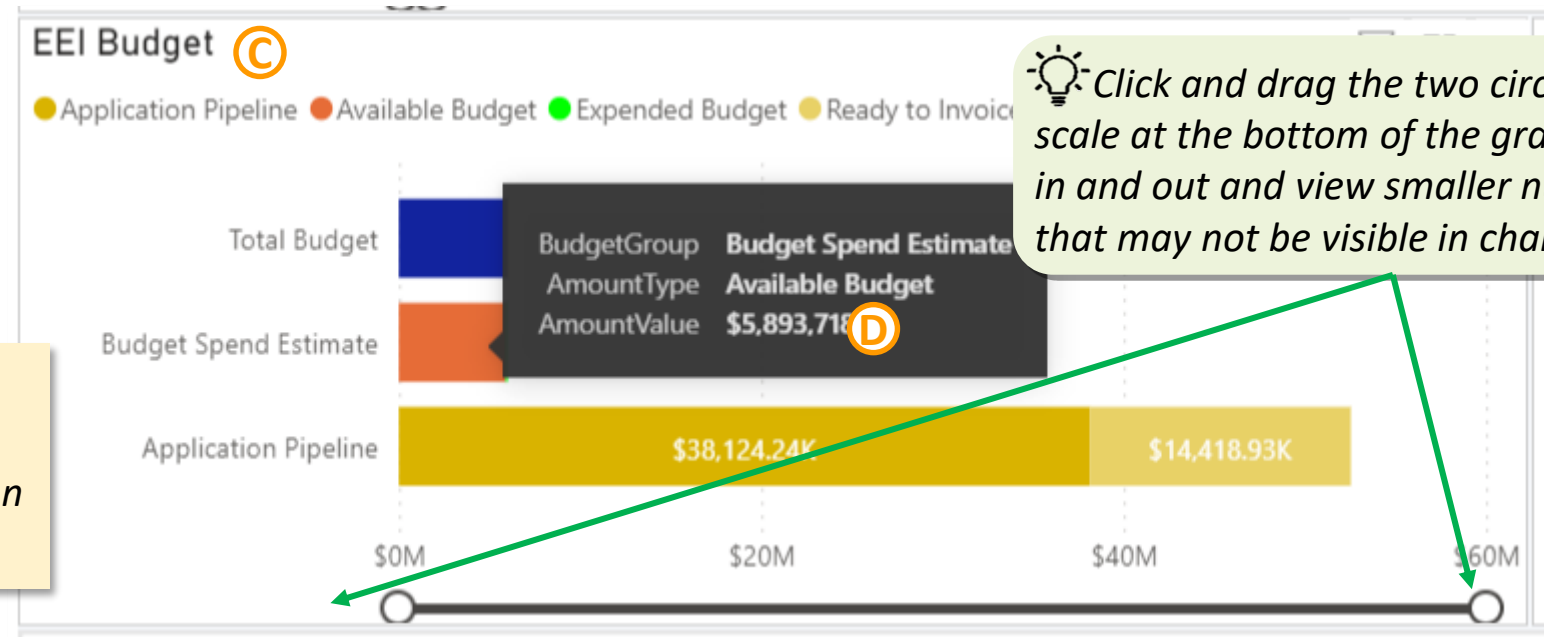 EEI Budget C
Application Pipeline Available Budget Expended Budget Ready to Invoice
Click and drag the two circ
scale at the bottom of the gra
in and out and view smaller n
that may not be visible in cha
Total Budget
BudgetGroup Budget Spend Estimate
AmountType Available Budget
AmountValue $5,893,718 D
Budget Spend Estimate
Application Pipeline
$38,124.24K $14,418.93K
n
$0M $20M $40M $60M